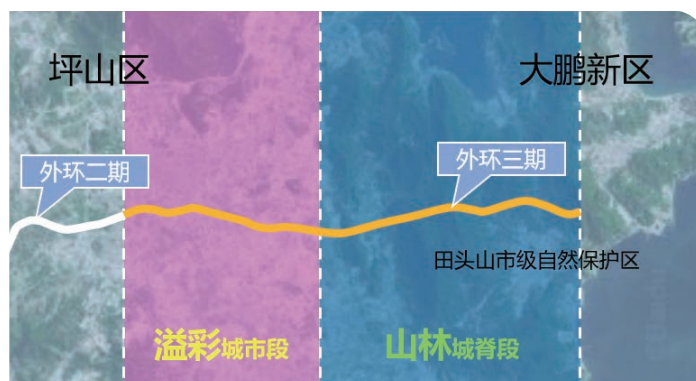 坪山区
大鹏新区
外环二期
外环三期
田头山市级自然保护区
溢彩城市段
山林城脊段